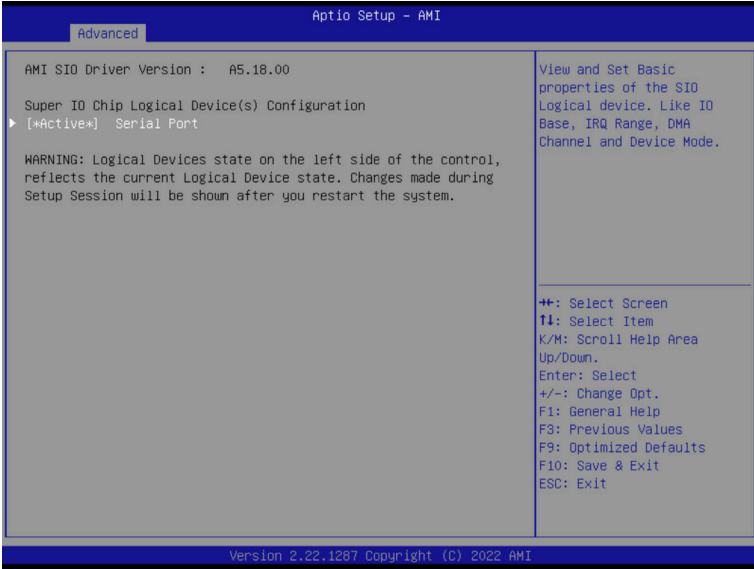 Aptio Setup – AMI
Advanced
AMI SIO Driver Version : A5.18.00
Super IO Chip Logical Device(s) Configuration
▶ [*Active*] Serial Port
WARNING: Logical Devices state on the left side of the control,
reflects the current Logical Device state. Changes made during
Setup Session will be shown after you restart the system.
View and Set Basic
properties of the SIO
Logical device. Like IO
Base, IRQ Range, DMA
Channel and Device Mode.
→←: Select Screen
↑↓: Select Item
K/M: Scroll Help Area
Up/Down.
Enter: Select
+/-: Change Opt.
F1: General Help
F3: Previous Values
F9: Optimized Defaults
F10: Save & Exit
ESC: Exit
Version 2.22.1287 Copyright (C) 2022 AMI